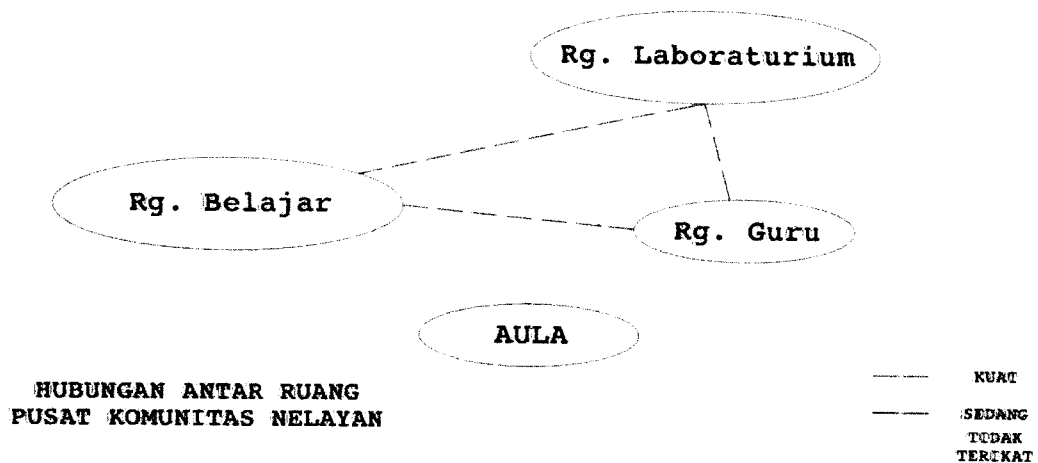 Rg. Laboraturium
Rg. Belajar
Rg. Guru
AULA
HUBUNGAN ANTAR RUANG
PUSAT KOMUNITAS NELAYAN
KUAT
SEDANG
TIDAK
TERIKAT